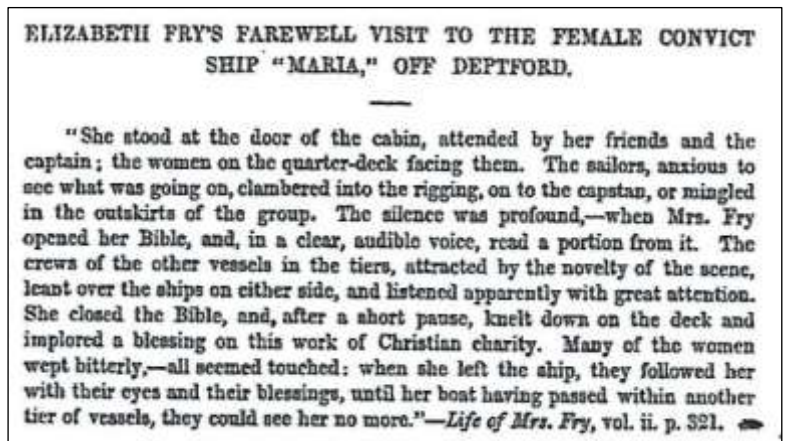 ELIZABETH FRY'S FAREWELL VISIT TO THE FEMALE CONVICT
SHIP "MARIA," OFF DEPTFORD.
"She stood at the door of the cabin, attended by her friends and the
captain; the women on the quarter-deck facing them. The sailors, anxious to
see what was going on, clambered into the rigging, on to the capstan, or mingled
in the outskirts of the group. The silence was profound,—when Mrs. Fry
opened her Bible, and, in a clear, audible voice, read a portion from it. The
crews of the other vessels in the tiers, attracted by the novelty of the scene,
leant over the ships on either side, and listened apparently with great attention.
She closed the Bible, and, after a short pause, knelt down on the deck and
implored a blessing on this work of Christian charity. Many of the women
wept bitterly,—all seemed touched: when she left the ship, they followed her
with their eyes and their blessings, until her boat having passed within another
tier of vessels, they could see her no more."—Life of Mrs. Fry, vol. ii. p. 321.